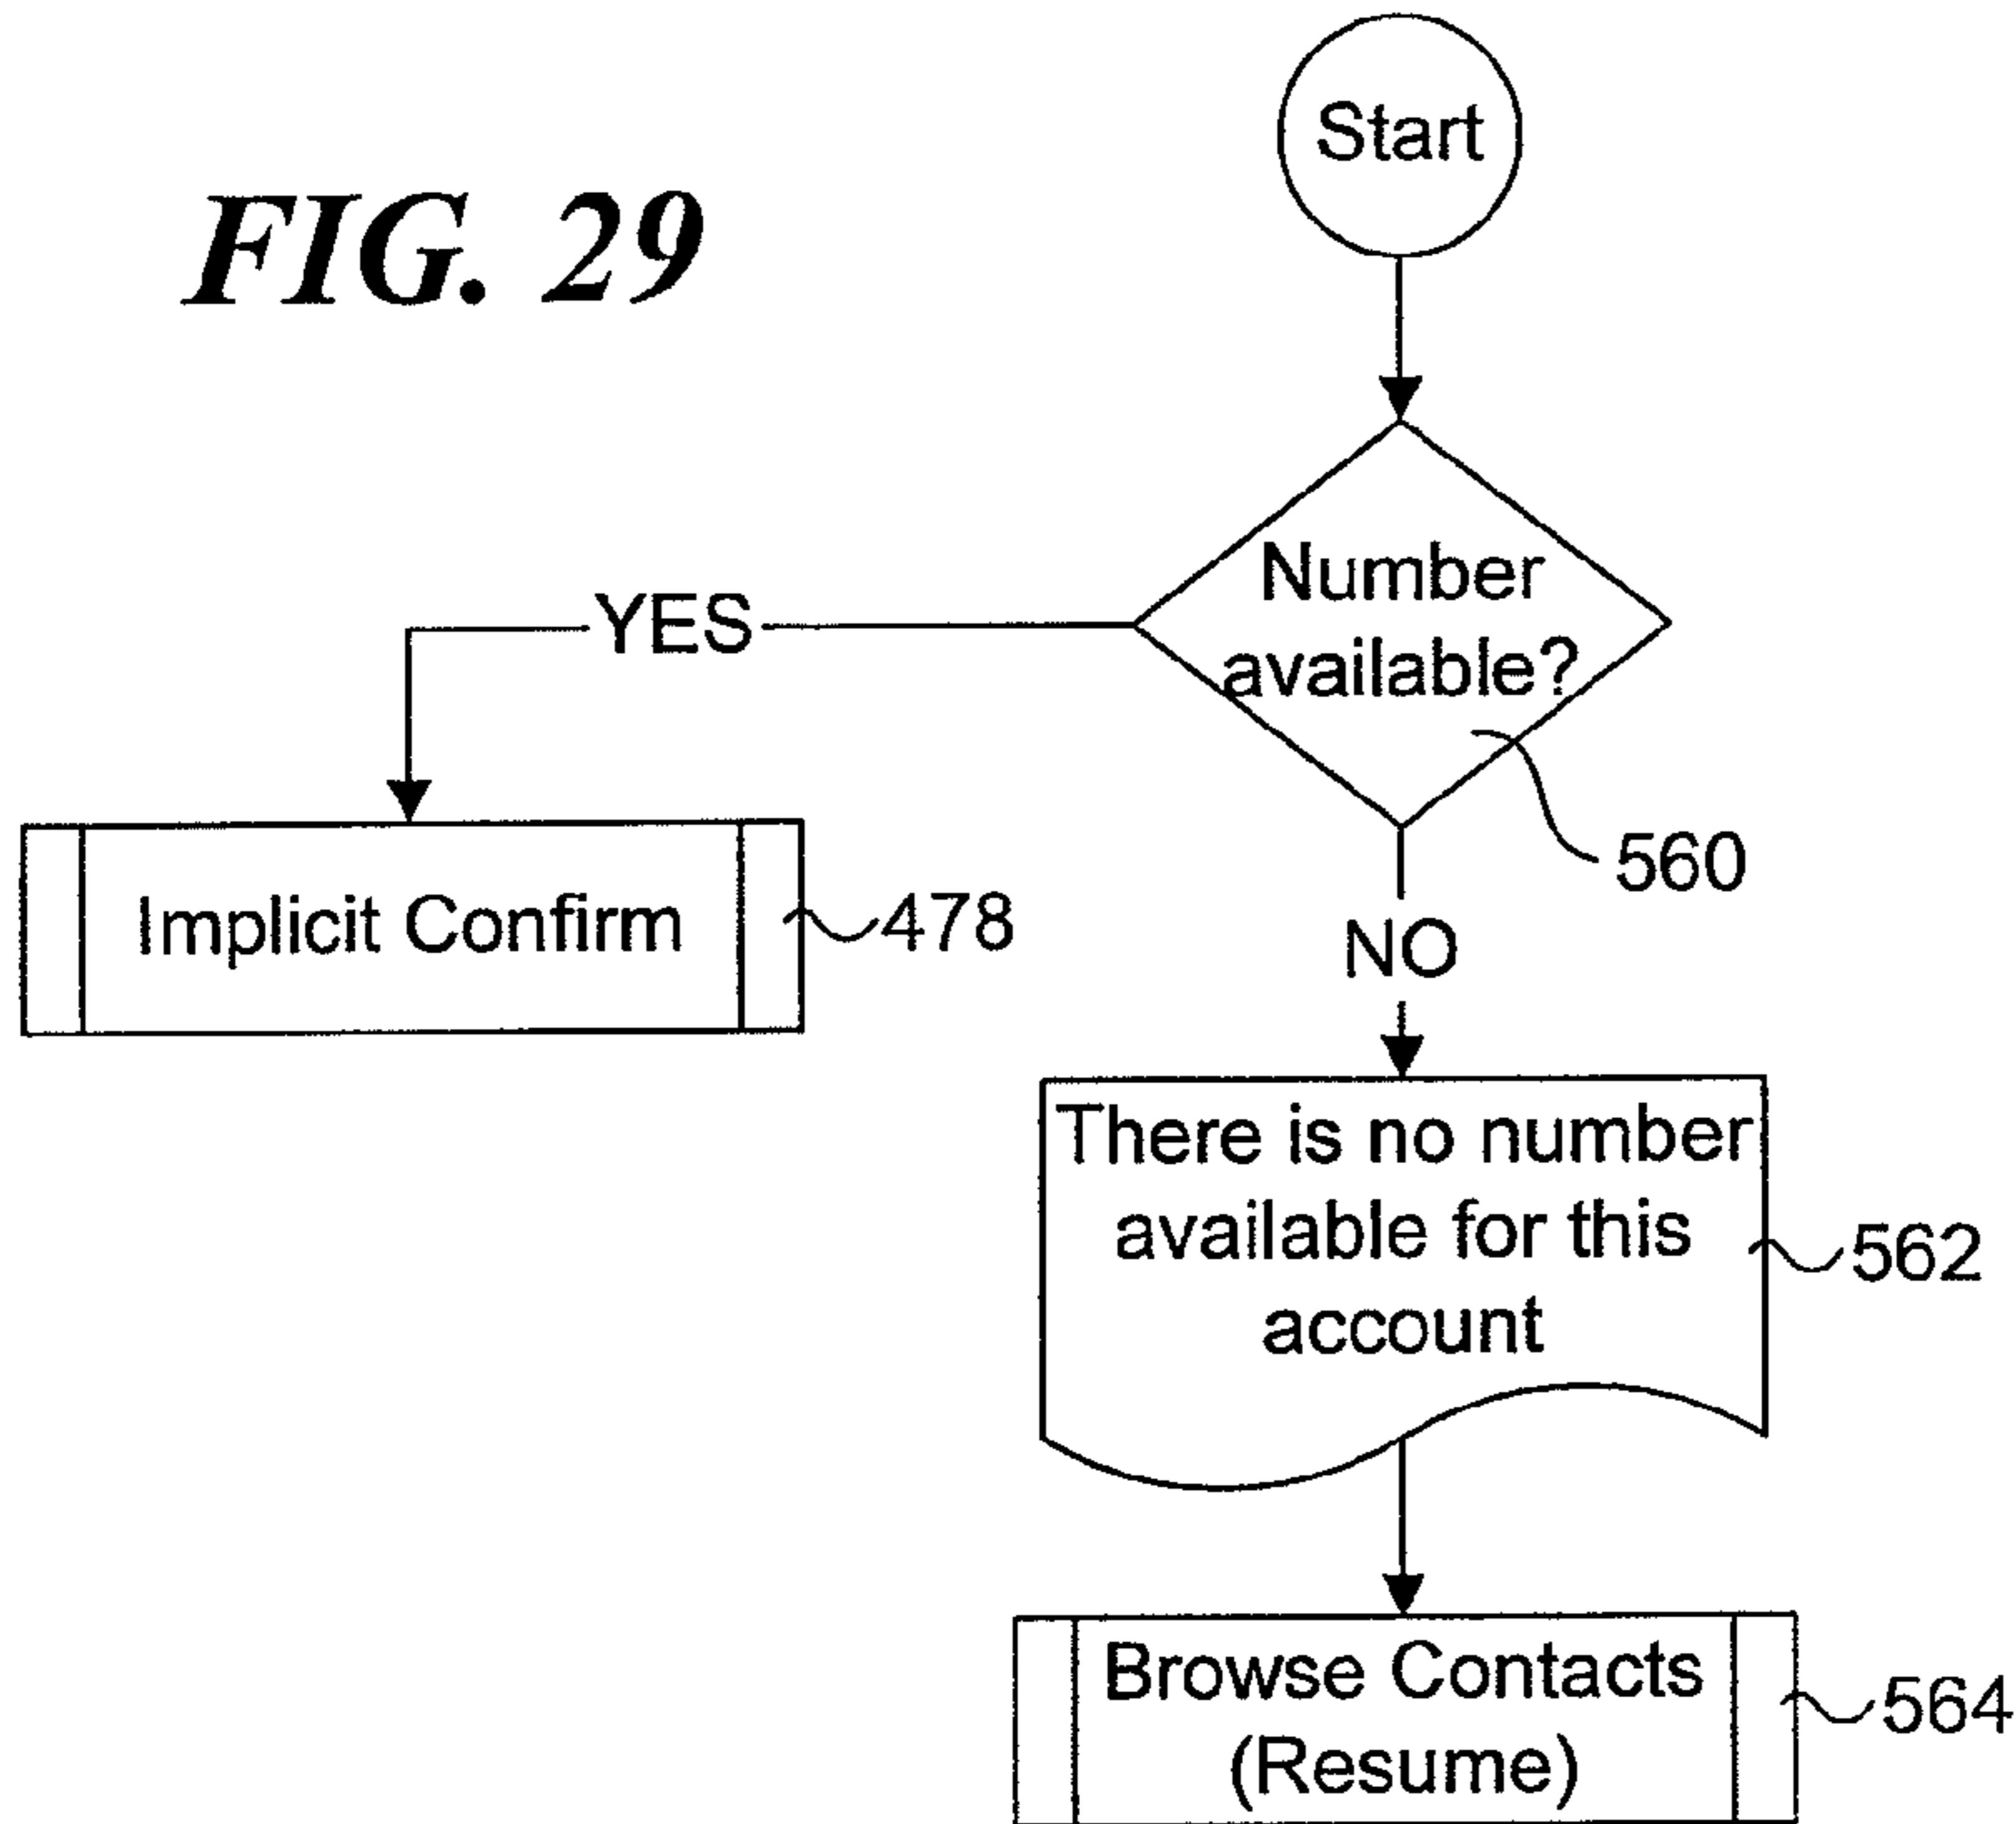 FIG. 29
Start
Number
available?
560
YES
Implicit Confirm
478
NO
There is no number
available for this
account
562
Browse Contacts
(Resume)
564